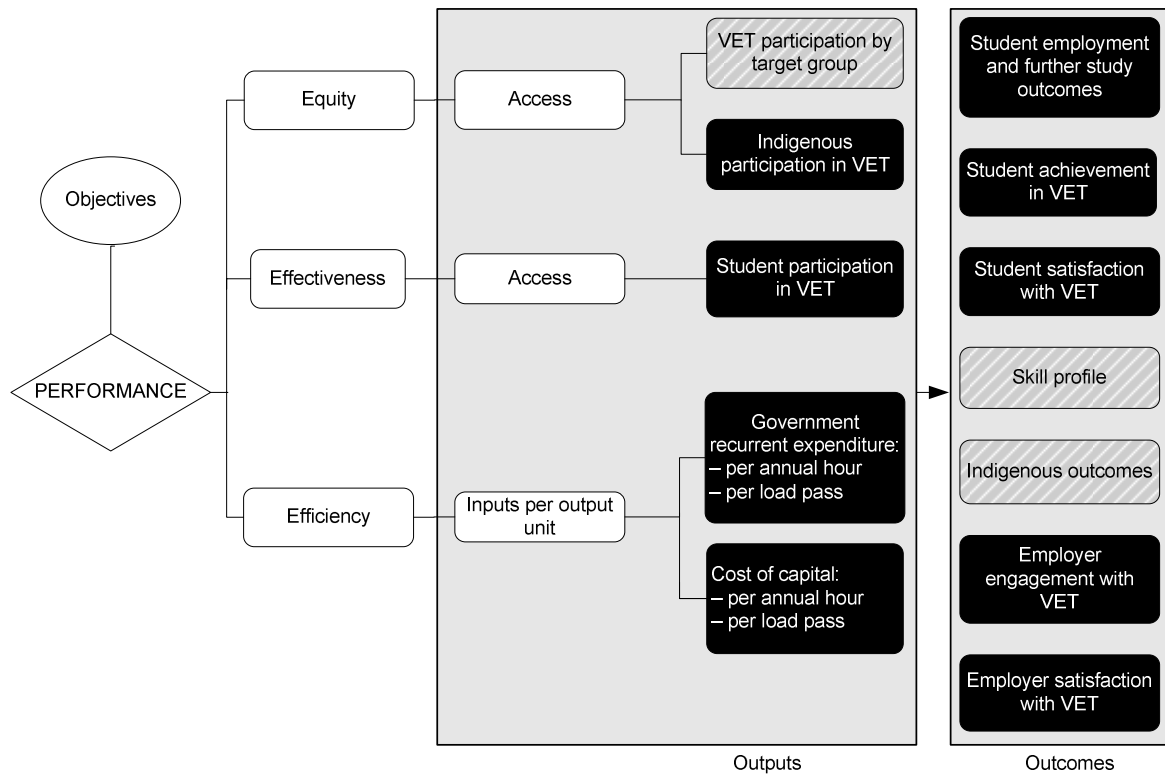 Objectives
PERFORMANCE
Equity
Effectiveness
Efficiency
Access
Access
Inputs per output
unit
VET participation by
target group
Indigenous
participation in VET
Student participation
in VET
Government
recurrent expenditure:
– per annual hour
– per load pass
Cost of capital:
– per annual hour
– per load pass
Outputs
Student employment
and further study
outcomes
Student achievement
in VET
Student satisfaction
with VET
Skill profile
Indigenous outcomes
Employer
engagement with
VET
Employer satisfaction
with VET
Outcomes